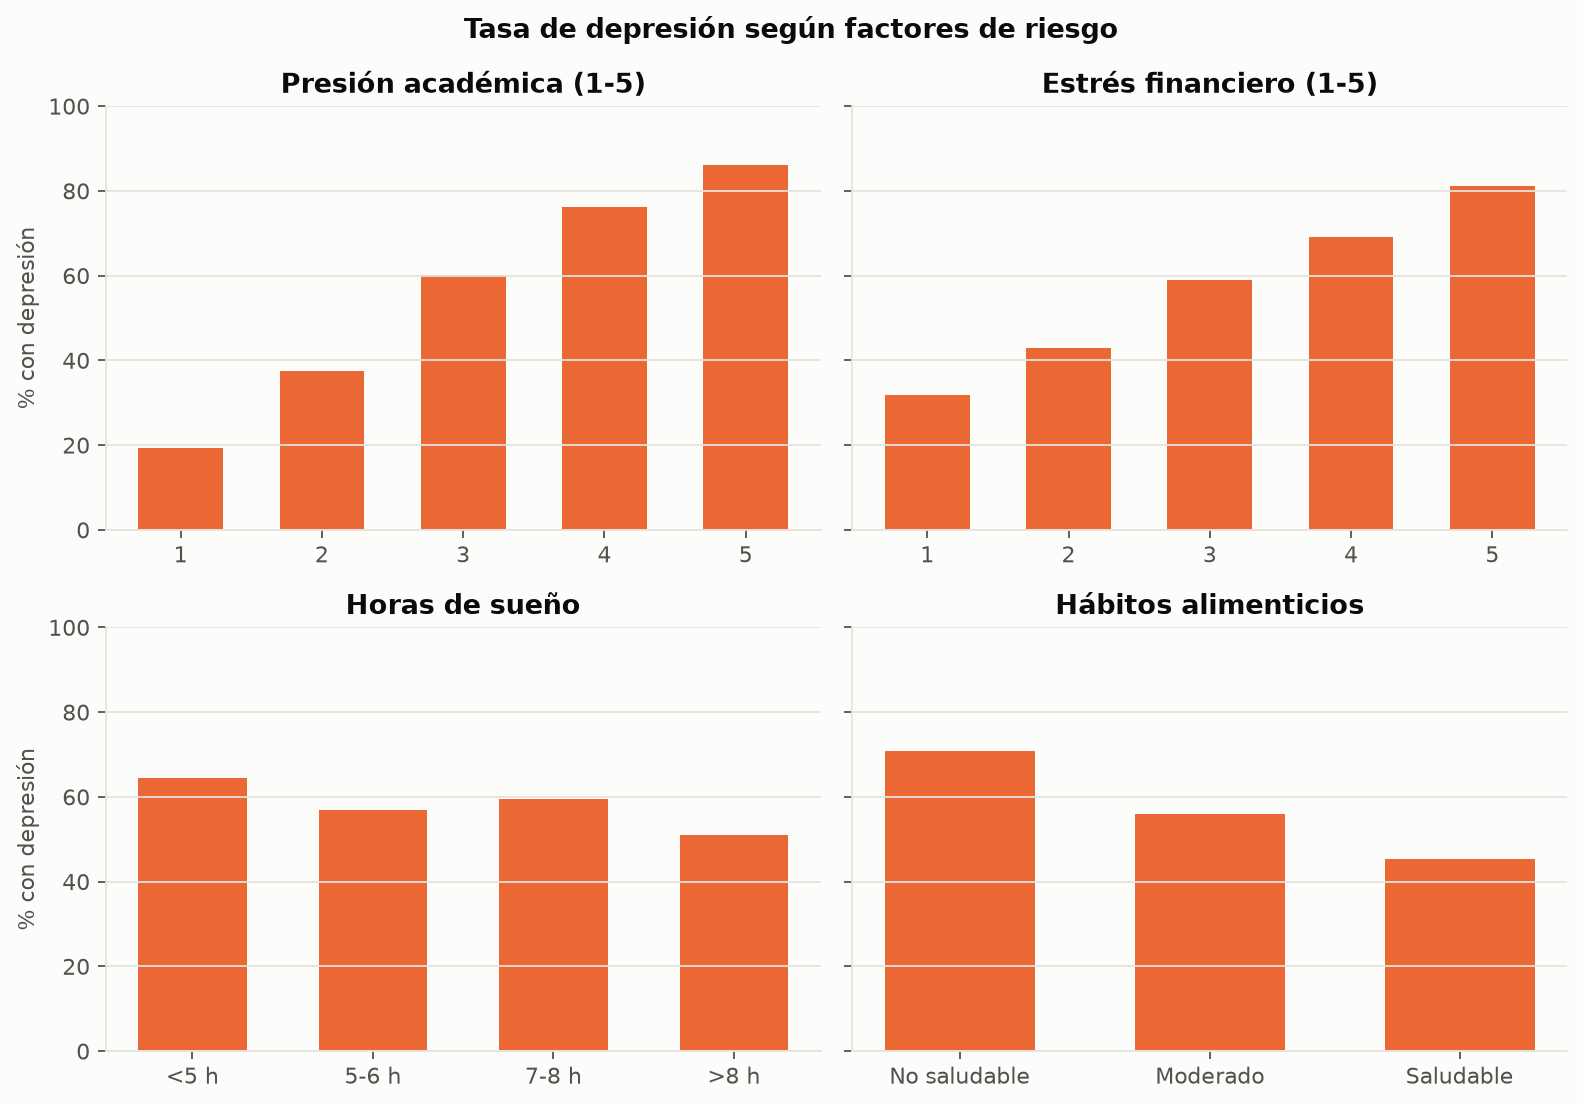 Tasa de depresión según factores de riesgo
Presión académica (1-5)
% con depresión
100
80
60
40
20
0
1 2 3 4 5
Estrés financiero (1-5)
1 2 3 4 5
Horas de sueño
% con depresión
100
80
60
40
20
0
<5 h 5-6 h 7-8 h >8 h
Hábitos alimenticios
No saludable Moderado Saludable